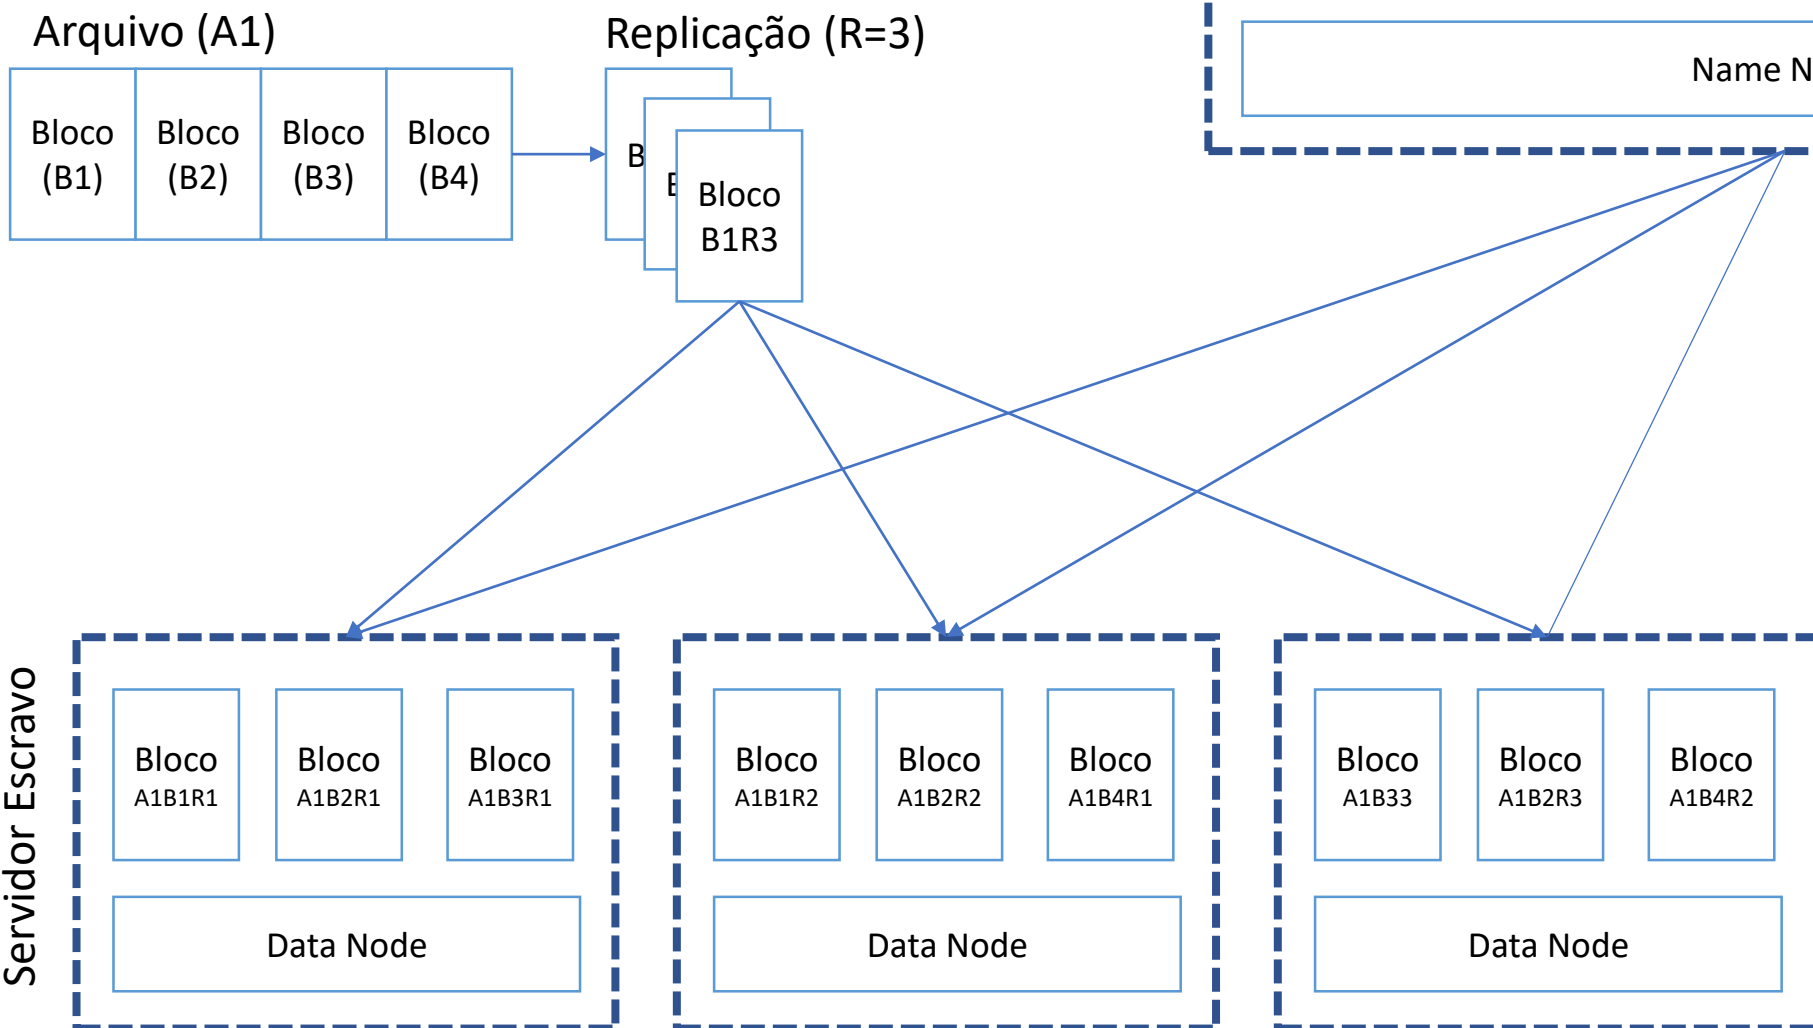 Arquivo (A1)
Replicação (R=3)
Name N
Bloco
(B1)
Bloco
(B2)
Bloco
(B3)
Bloco
(B4)
B
Bloco
B1R3
Servidor Escravo
Bloco
A1B1R1
Bloco
A1B2R1
Bloco
A1B3R1
Data Node
Bloco
A1B1R2
Bloco
A1B2R2
Bloco
A1B4R1
Data Node
Bloco
A1B33
Bloco
A1B2R3
Bloco
A1B4R2
Data Node